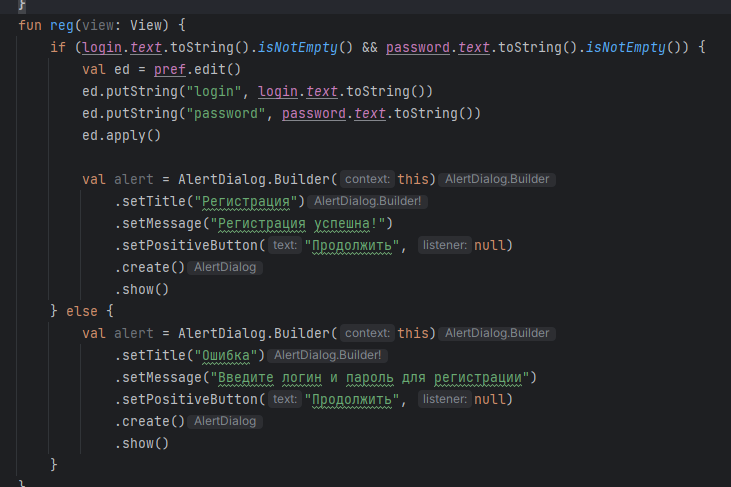 }
fun reg(view: View) {
if (login.text.toString().isNotEmpty() && password.text.toString().isNotEmpty()) {
val ed = pref.edit()
ed.putString("login", login.text.toString())
ed.putString("password", password.text.toString())
ed.apply()
val alert = AlertDialog.Builder( context: this) AlertDialog.Builder
.setTitle("Регистрация") AlertDialog.Builder!
.setMessage("Регистрация успешна!")
.setPositiveButton( text: "Продолжить", listener: null)
.create() AlertDialog
.show()
} else {
val alert = AlertDialog.Builder( context: this) AlertDialog.Builder
.setTitle("Ошибка") AlertDialog.Builder!
.setMessage("Введите логин и пароль для регистрации")
.setPositiveButton( text: "Продолжить", listener: null)
.create() AlertDialog
.show()
}
}